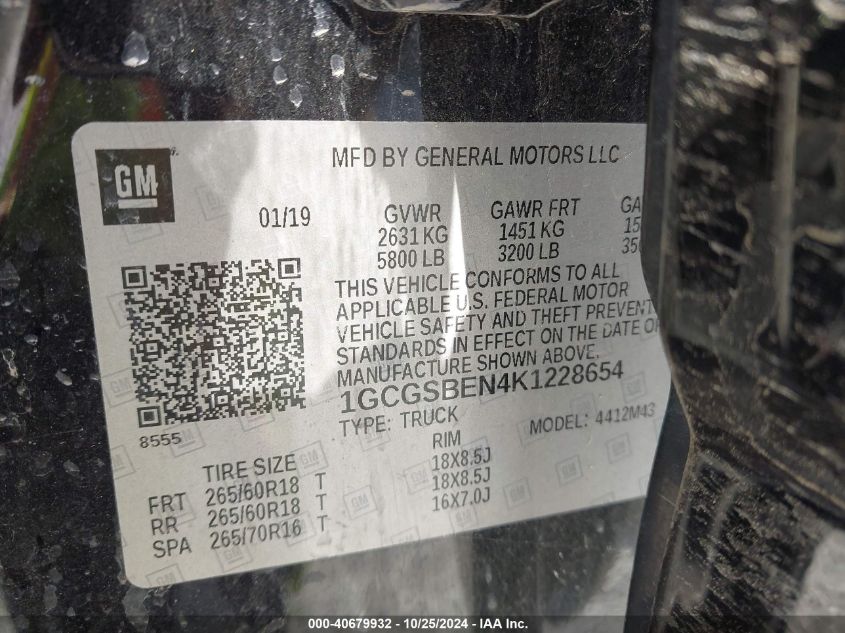 GM
MFD BY GENERAL MOTORS LLC
01/19
GVWR GAWR FRT GA
2631 KG 1451 KG 15
5800 LB 3200 LB 35
THIS VEHICLE CONFORMS TO ALL
APPLICABLE U.S. FEDERAL MOTOR
VEHICLE SAFETY AND THEFT PREVENT
STANDARDS IN EFFECT ON THE DATE OF
MANUFACTURE SHOWN ABOVE.
1GCGSBEN4K1228654
8555
TYPE: TRUCK MODEL: 4412M43
TIRE SIZE RIM
FRT 265/60R18 T 18X8.5J
RR 265/60R18 T 18X8.5J
SPA 265/70R16 T 16X7.0J
000-40679932 - 10/25/2024 - IAA Inc.